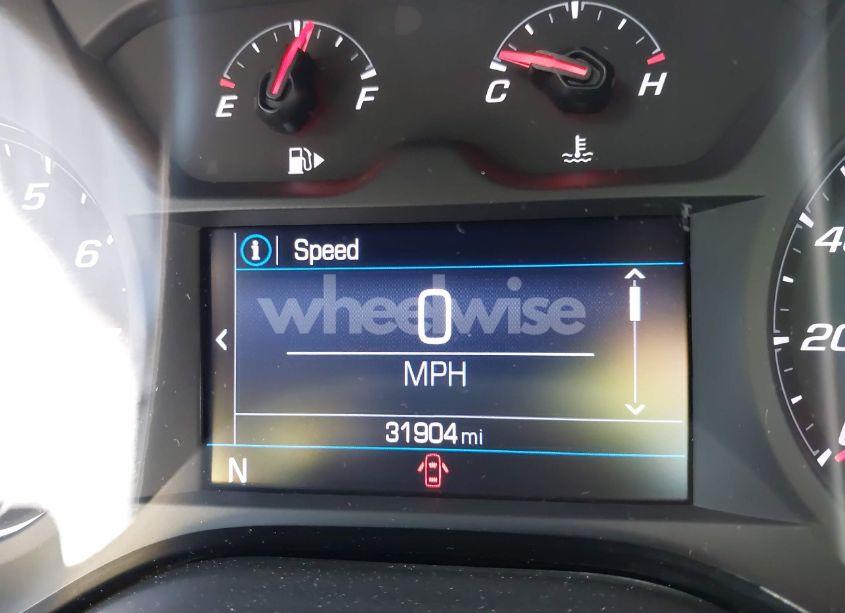 E F
C H
5
6
40
20
i Speed
wheelwise
0
MPH
31904 mi
N